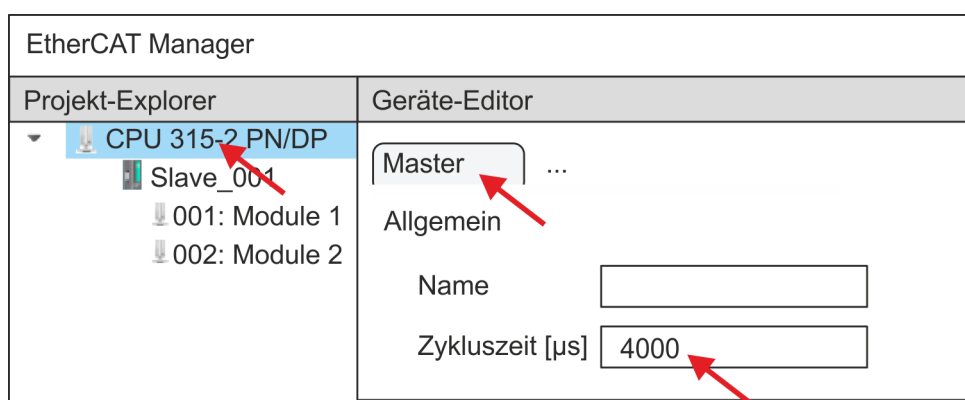 EtherCAT Manager
Projekt-Explorer
Geräte-Editor
CPU 315-2 PN/DP
Slave_001
001: Module 1
002: Module 2
Master
...
Allgemein
Name
Zykluszeit [µs]
4000